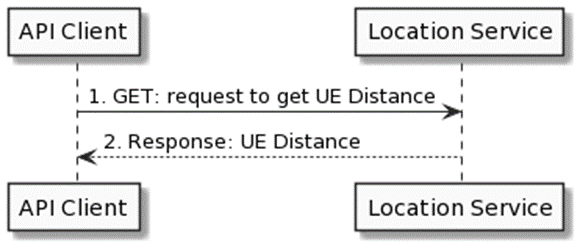 API Client
Location Service
1. GET: request to get UE Distance
2. Response: UE Distance
API Client
Location Service